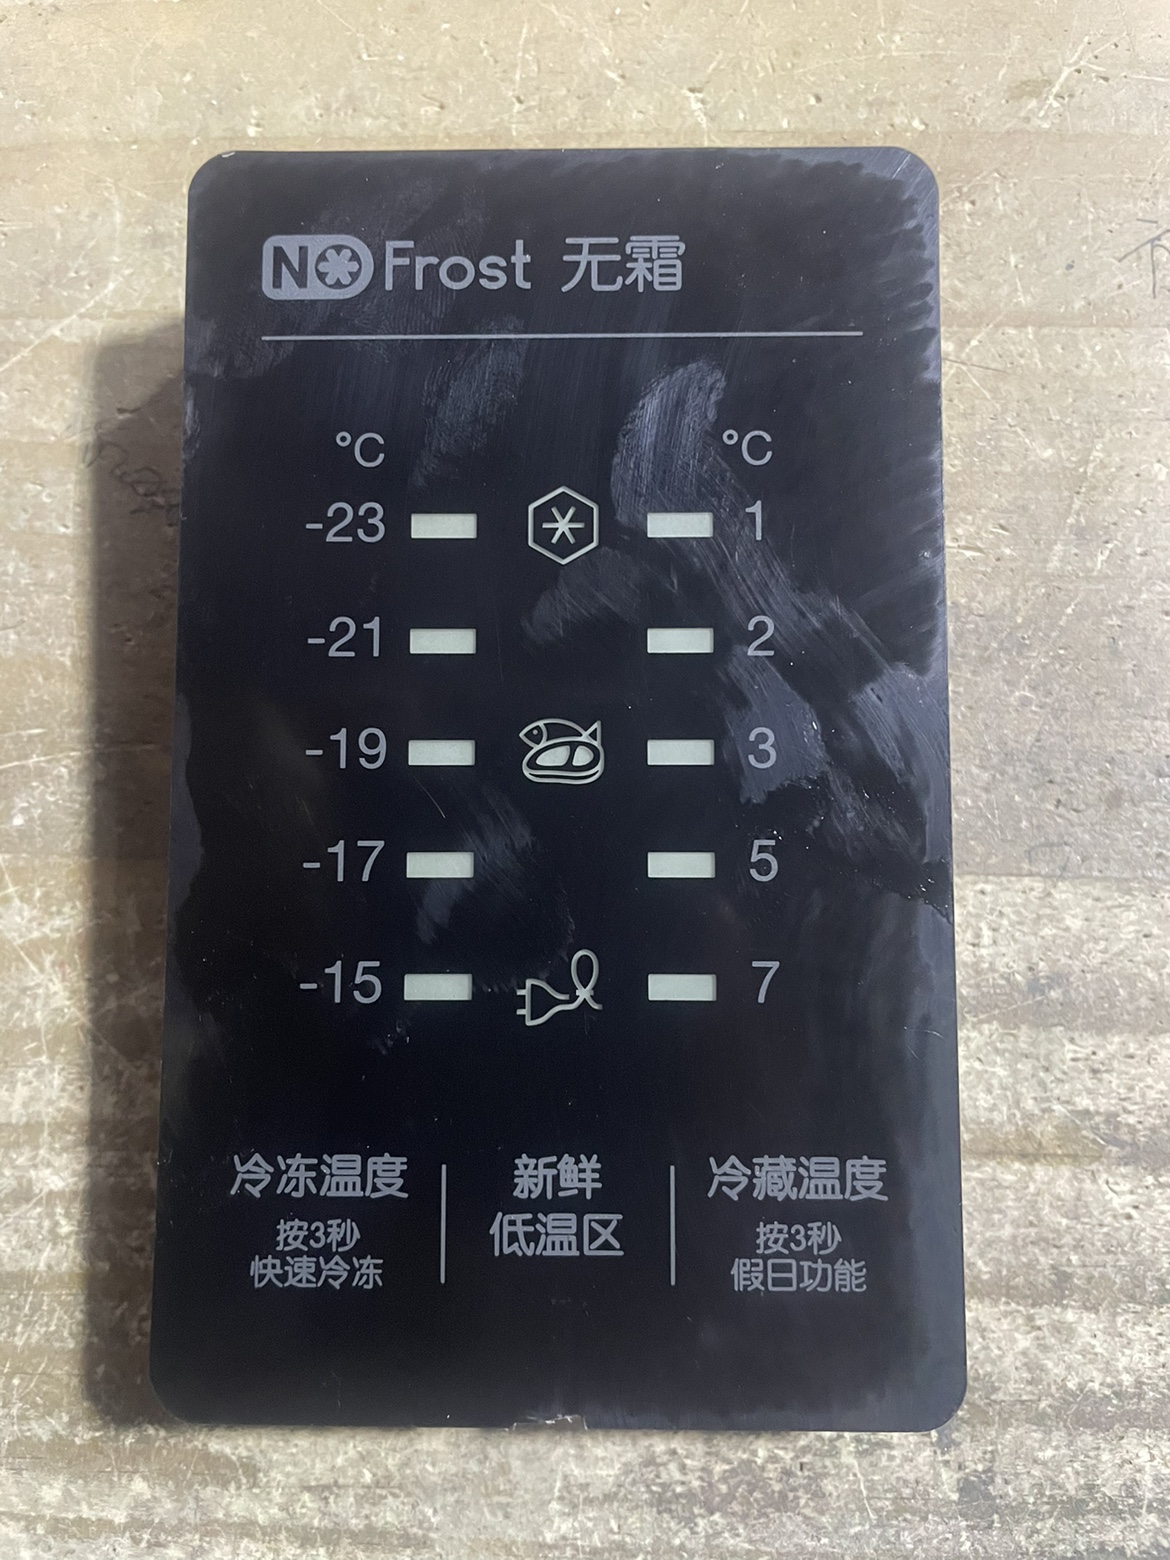 NO Frost 无霜
°C °C
-23 1
-21 2
-19 3
-17 5
-15 7
冷冻温度 新鲜 冷藏温度
低温区
按3秒 按3秒
快速冷冻 假日功能